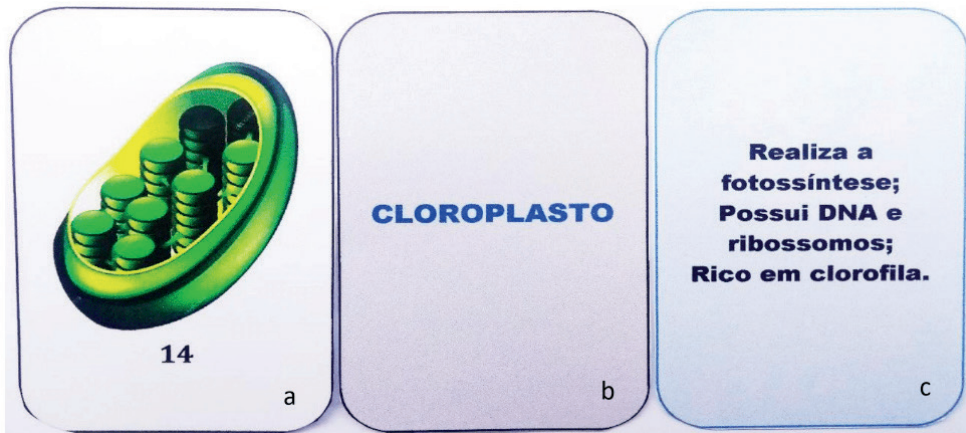 14
a
CLOROPLASTO
b
Realiza a
fotossíntese;
Possui DNA e
ribossomos;
Rico em clorofila.
c